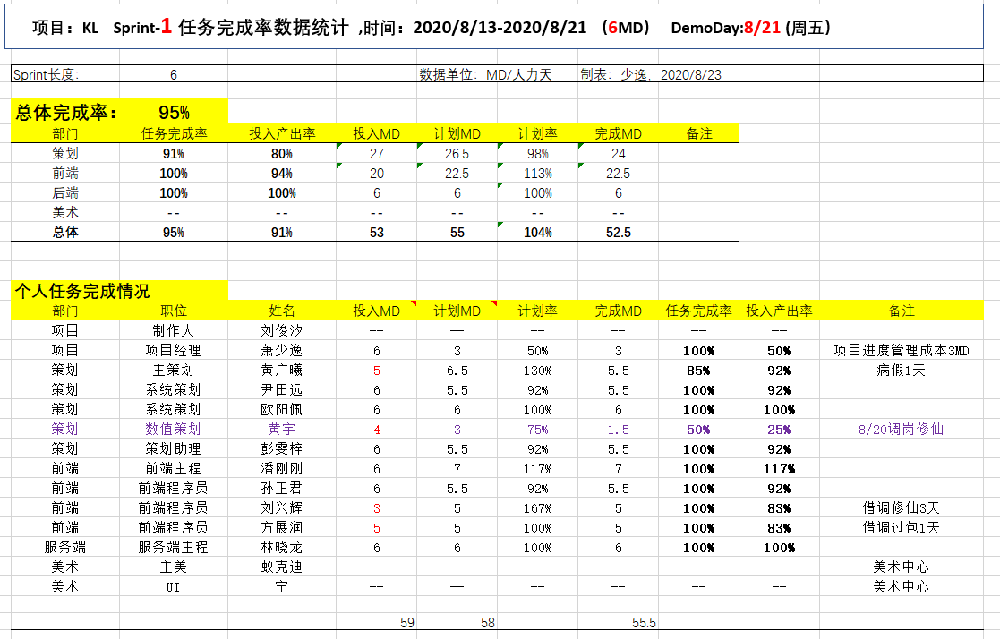 项目：KL Sprint-1 任务完成率数据统计 ,时间：2020/8/13-2020/8/21 （6MD） DemoDay:8/21 (周五)
Sprint长度： 6 数据单位：MD/人力天 制表：少逸，2020/8/23
总体完成率： 95%
部门 任务完成率 投入产出率 投入MD 计划MD 计划率 完成MD 备注
策划 91% 80% 27 26.5 98% 24
前端 100% 94% 20 22.5 113% 22.5
后端 100% 100% 6 6 100% 6
美术 -- -- -- -- -- --
总体 95% 91% 53 55 104% 52.5
个人任务完成情况
部门 职位 姓名 投入MD 计划MD 计划率 完成MD 任务完成率 投入产出率 备注
项目 制作人 刘俊汐 -- -- -- -- -- --
项目 项目经理 萧少逸 6 3 50% 3 100% 50% 项目进度管理成本3MD
策划 主策划 黄广曦 5 6.5 130% 5.5 85% 92% 病假1天
策划 系统策划 尹田远 6 5.5 92% 5.5 100% 92%
策划 系统策划 欧阳佩 6 6 100% 6 100% 100%
策划 数值策划 黄宇 4 3 75% 1.5 50% 25% 8/20调岗修仙
策划 策划助理 彭雯梓 6 5.5 92% 5.5 100% 92%
前端 前端主程 潘刚刚 6 7 117% 7 100% 117%
前端 前端程序员 孙正君 6 5.5 92% 5.5 100% 92%
前端 前端程序员 刘兴辉 3 5 167% 5 100% 83% 借调修仙3天
前端 前端程序员 方展润 5 5 100% 5 100% 83% 借调过包1天
服务端 服务端主程 林晓龙 6 6 100% 6 100% 100%
美术 主美 蚁克迪 -- -- -- -- -- -- 美术中心
美术 UI 宁 -- -- -- -- -- -- 美术中心
59 58 55.5